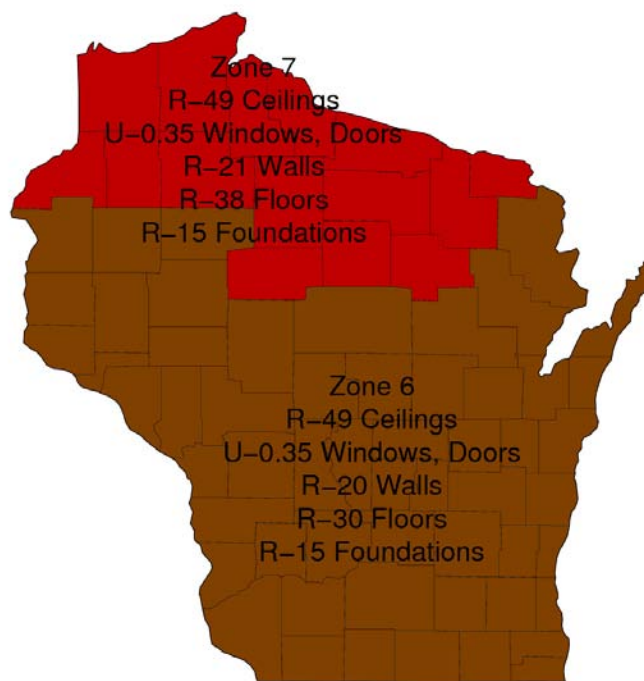 Zone 7
R-49 Ceilings
U-0.35 Windows, Doors
R-21 Walls
R-38 Floors
R-15 Foundations
Zone 6
R-49 Ceilings
U-0.35 Windows, Doors
R-20 Walls
R-30 Floors
R-15 Foundations